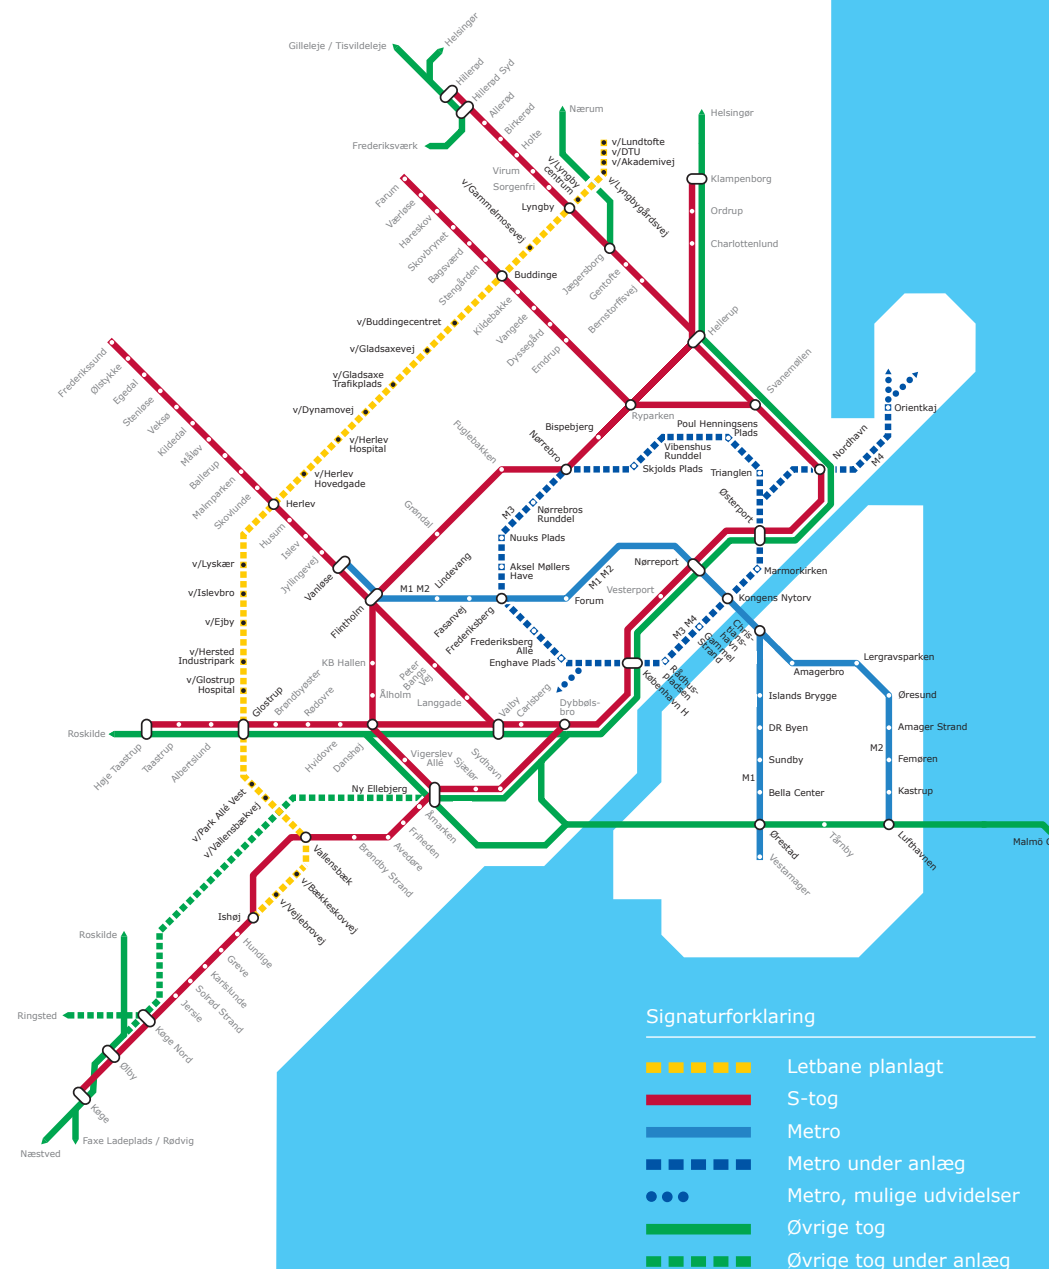 Helsingør
Gilleleje / Tisvildeleje
Hillerød
Hillerød Syd
Allerød
Birkerød
Holte
Frederiksværk
Virum
Sorgenfri
Nærum
Helsingør
v/Lundtofte
v/DTU
v/Akademivej
v/Lyngby
centrum
v/Lyngbygårdsvej
v/Gammelmosevej
Lyngby
Klampenborg
Ordrup
Charlottenlund
Farum
Værløse
Hareskov
Skovbrynet
Bagsværd
Stengården
Buddinge
Kildebakke
Vangede
Dyssegård
Emdrup
Jægersborg
Gentofte
Bernstorffsvej
Hellerup
v/Buddingecentret
v/Gladsaxevej
v/Gladsaxe
Trafikplads
v/Dynamovej
v/Herlev
Hospital
v/Herlev
Hovedgade
Frederikssund
Ølstykke
Egedal
Stenløse
Veksø
Kildedal
Måløv
Ballerup
Malmparken
Skovlunde
Herlev
Husum
Islev
Jyllingevej
Vanløse
Flintholm
Svanemøllen
Ryparken
Bispebjerg
Nørrebro
Fuglebakken
Grøndal
Poul Henningsens
Plads
Vibenshus
Runddel
Skjolds Plads
Trianglen
Østerport
Nordhavn
M4
Orientkaj
M3
Nørrebros
Runddel
Nuuks Plads
Aksel Møllers
Have
Nørreport
Marmorkirken
Kongens Nytorv
v/Lyskær
v/Islevbro
v/Ejby
v/Hersted
Industripark
v/Glostrup
Hospital
M1 M2
Lindevang
Fasanvej
Frederiksberg
Forum
M1 M2
Vesterport
Frederiksberg
Allé
Enghave Plads
M3 M4
Gammel
Strand
Rådhus-
pladsen
København H
Chris-
tians-
havn
Amagerbro
Lergravsparken
Øresund
Amager Strand
M2
Femøren
Kastrup
Lufthavnen
Islands Brygge
DR Byen
Sundby
M1
Bella Center
Ørestad
Vestamager
Tårnby
Malmö C
KB Hallen
Ålholm
Peter
Bangs
Vej
Langgade
Valby
Carlsberg
Dybbøls-
bro
Roskilde
Høje Taastrup
Taastrup
Albertslund
Glostrup
Brøndbyøster
Rødovre
Hvidovre
Danshøj
Vigerslev
Allé
Sjælør
Sydhavn
Ny Ellebjerg
Åmarken
Friheden
Avedøre
Brøndby Strand
v/Park Allé Vest
v/Vallensbækvej
Vallensbæk
v/Bækkeskovvej
v/Vejlebrovej
Ishøj
Hundige
Greve
Karlslunde
Solrød Strand
Jersie
Køge Nord
Roskilde
Ringsted
Ølby
Køge
Faxe Ladeplads / Rødvig
Næstved
Signaturforklaring
Letbane planlagt
S-tog
Metro
Metro under anlæg
Metro, mulige udvidelser
Øvrige tog
Øvrige tog under anlæg